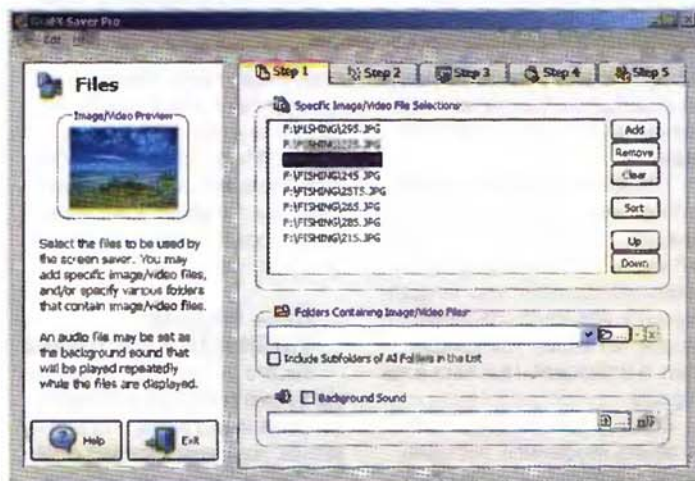 Saver Pro
Edit
Files
Image/Video Preview
Select the files to be used by
the screen saver. You may
add specific image/video files,
and/or specify various folders
that contain image/video files.
An audio file may be set as
the background sound that
will be played repeatedly
while the files are displayed.
Help
Exit
Step 1
Step 2
Step 3
Step 4
Step 5
Specific Image/Video File Selections
F:\FISHING\295.JPG
F:\FISHING\245.JPG
F:\FISHING\265.JPG
F:\FISHING\285.JPG
F:\FISHING\215.JPG
Add
Remove
Clear
Sort
Up
Down
Folders Containing Image/Video Files
Include Subfolders of All Folders in the List
Background Sound